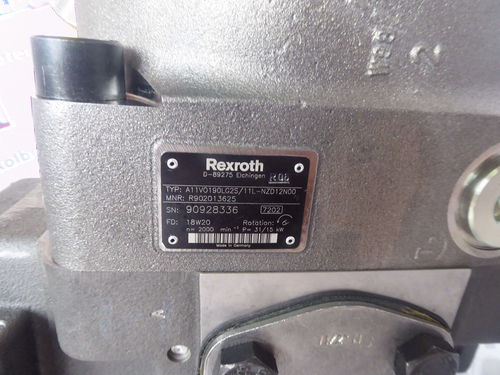 Rexroth
D-89275 Elchingen
TYP: A11VO190LG2S/11L-NZD12N00
MNR: R902013625
SN: 90928336 7202
FD: 18W20 Rotation:
n= 2000 min⁻¹ P= 31/15 kW
Made in Germany
2
A